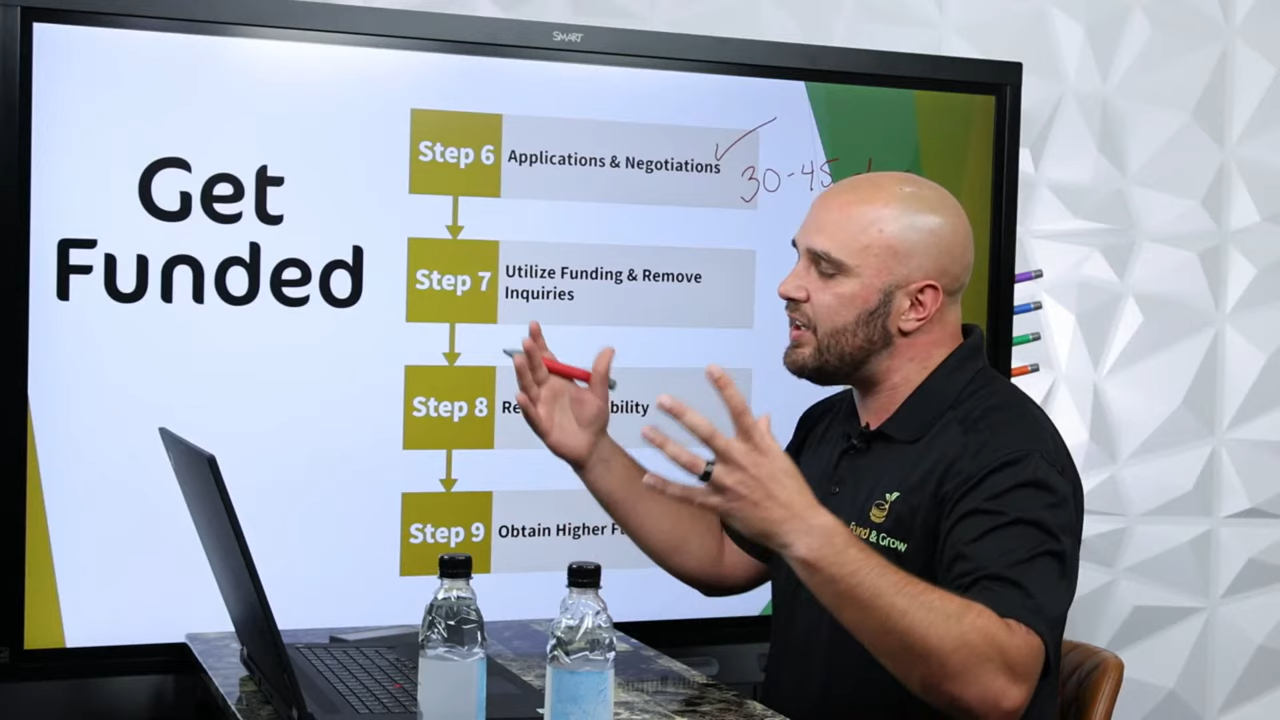 SMART
Get
Funded
Step 6
Applications & Negotiations
30-45
Step 7
Utilize Funding & Remove
Inquiries
Step 8
Step 9
Obtain Higher
Fund & Grow